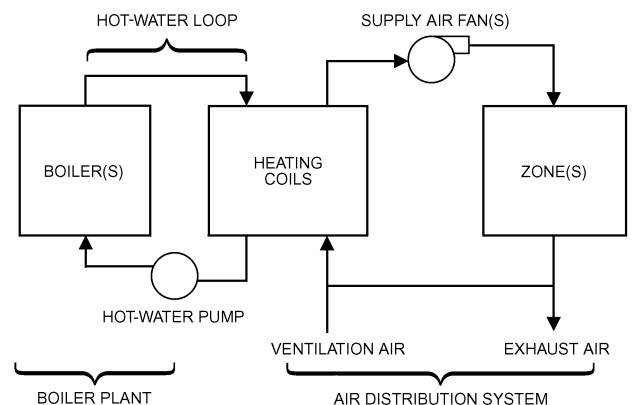 HOT-WATER LOOP
SUPPLY AIR FAN(S)
BOILER(S)
HEATING
COILS
ZONE(S)
HOT-WATER PUMP
VENTILATION AIR
EXHAUST AIR
BOILER PLANT
AIR DISTRIBUTION SYSTEM